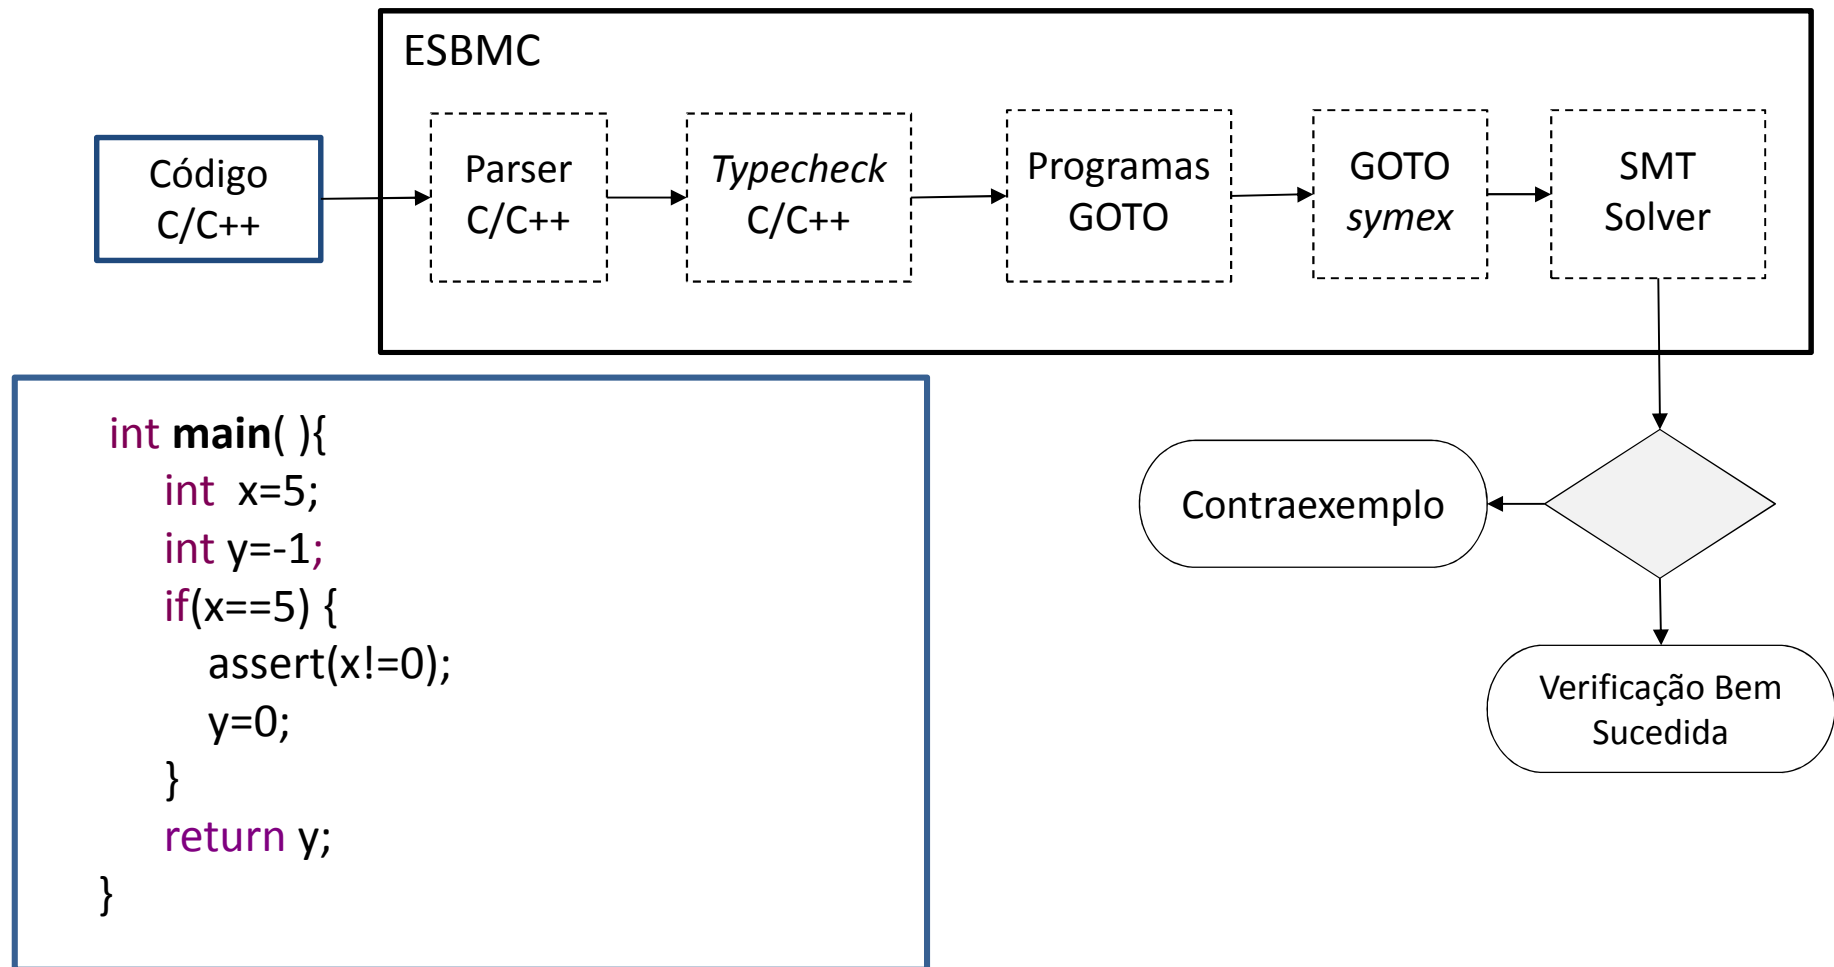 ESBMC
Código
C/C++
Parser
C/C++
Typecheck
C/C++
Programas
GOTO
GOTO
symex
SMT
Solver
int main( ){
int x=5;
int y=-1;
if(x==5) {
assert(x!=0);
y=0;
}
return y;
}
Contraexemplo
Verificação Bem
Sucedida